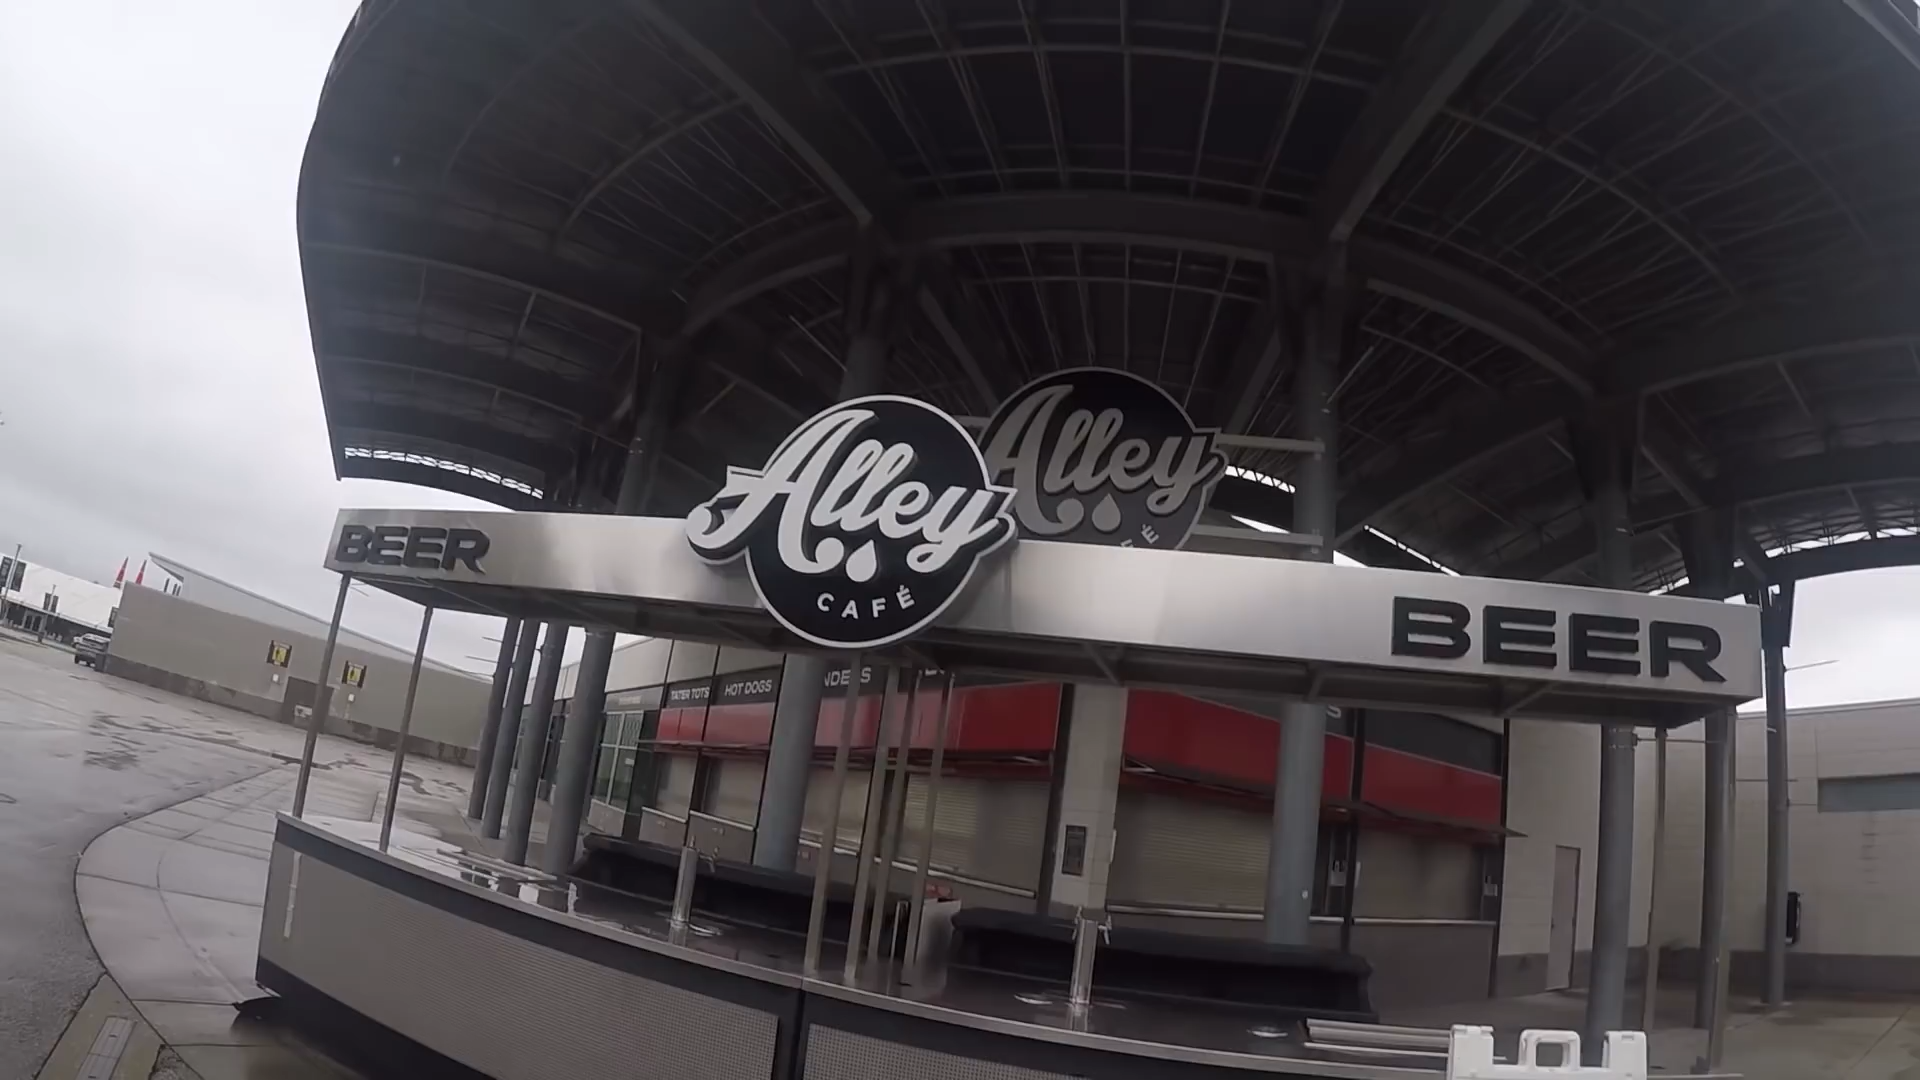 Alley
CAFÉ
Alley
BEER
BEER
TATER TOTS
HOT DOGS